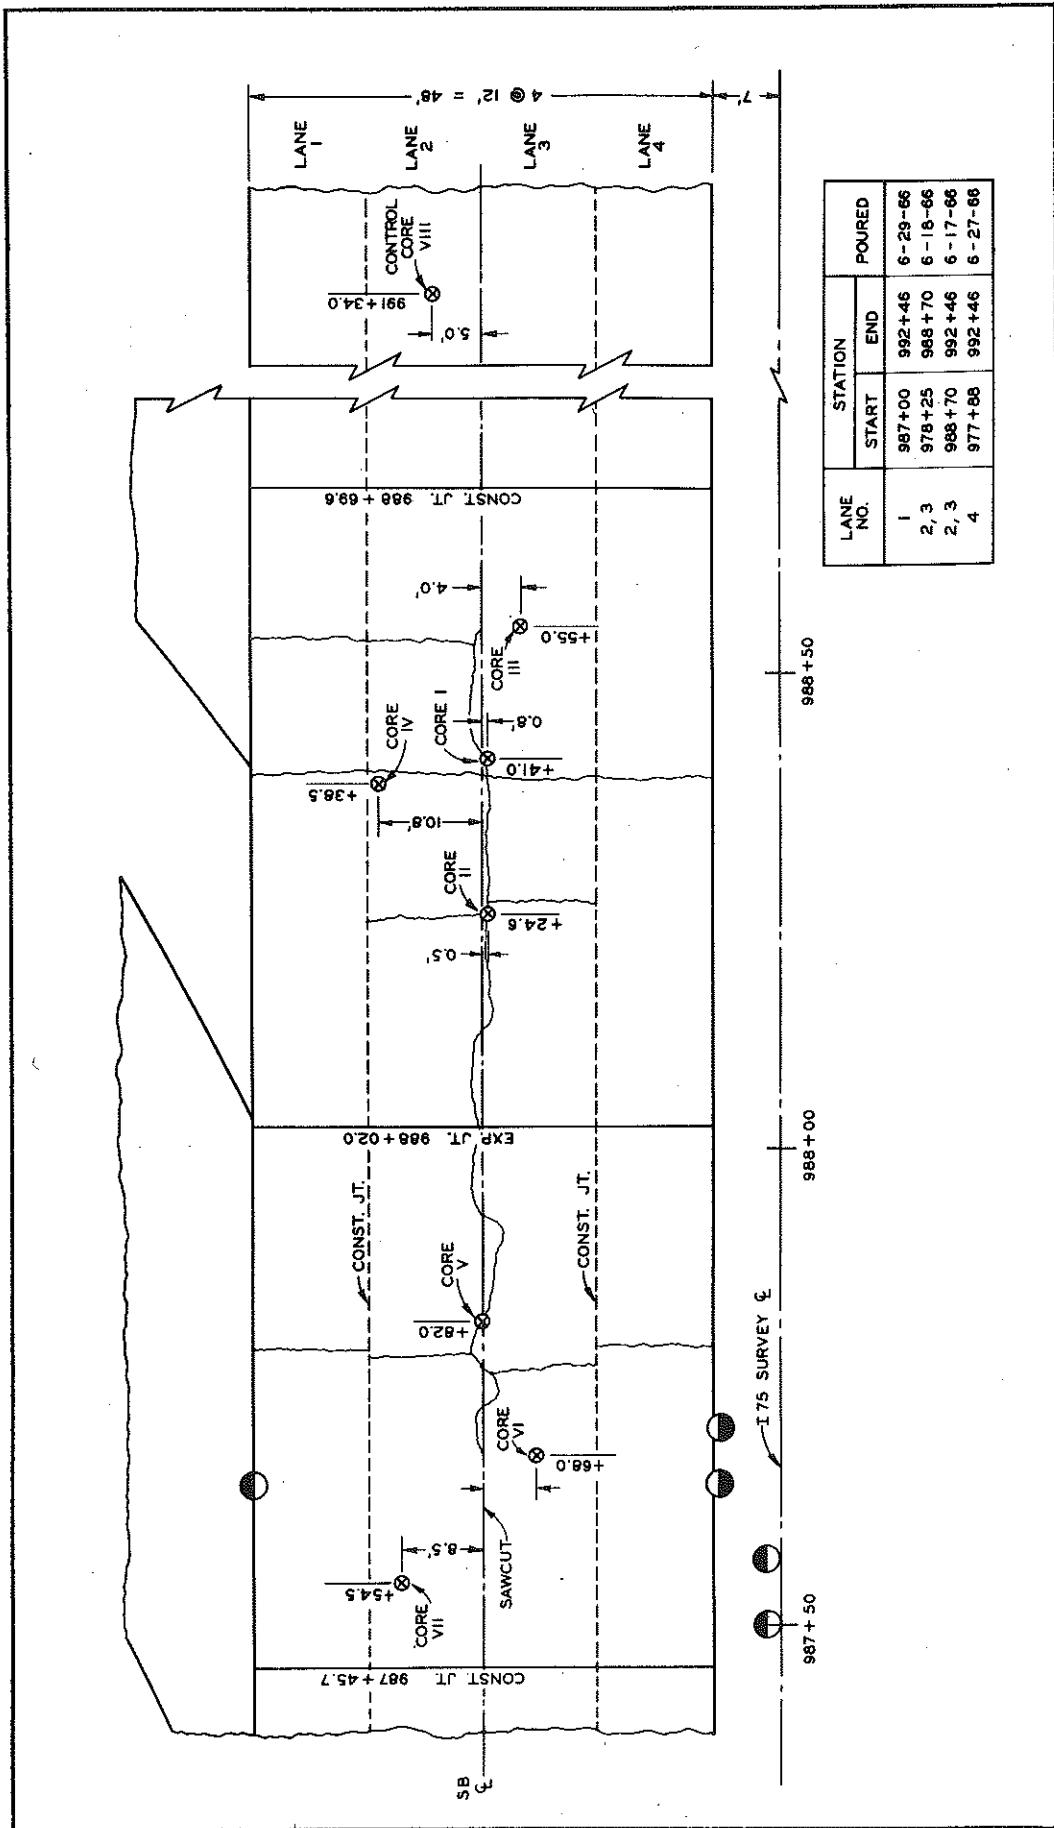 4 @ 12' = 48'
7'
LANE
1
LANE
2
LANE
3
LANE
4
CONTROL
CORE
VIII
991+34.0
5.0'
CONST. JT. 988+69.6
4.0'
+55.0
CORE
III
CORE
IV
CORE I
0.8'
+41.0
+38.5
10.8'
CORE
II
+24.6
0.5'
EXP. JT. 988+02.0
CONST. JT.
CONST. JT.
CORE
V
+82.0
CORE
VI
+68.0
8.5'
+54.5
CORE
VII
SAWCUT
CONST. JT. 987+45.7
SB
℄
I 75 SURVEY ℄
987+50
988+00
988+50
LANE
NO.
STATION
START END
POURED
1 987+00 992+46 6-29-66
2, 3 978+25 988+70 6-18-66
2, 3 988+70 992+46 6-17-66
4 977+88 992+46 6-27-66